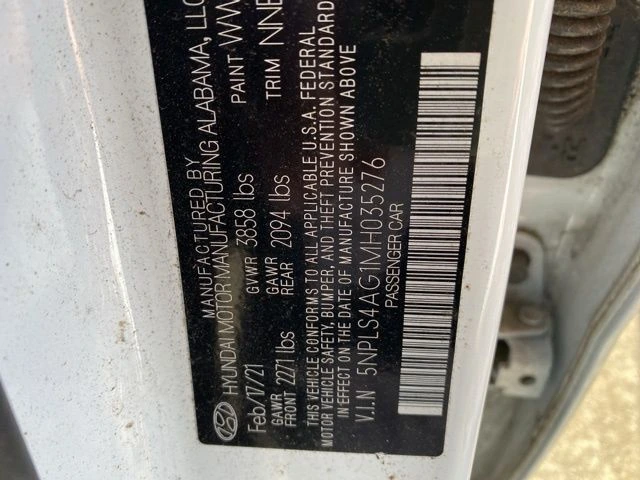 MANUFACTURED BY
HYUNDAI MOTOR MANUFACTURING ALABAMA, LLC
Feb/17/21 GVWR 3858 lbs PAINT
GAWR FRONT 2271 lbs GAWR REAR 2094 lbs TRIM
THIS VEHICLE CONFORMS TO ALL APPLICABLE U.S.A. FEDERAL
MOTOR VEHICLE SAFETY, BUMPER, AND THEFT PREVENTION STANDARD
IN EFFECT ON THE DATE OF MANUFACTURE SHOWN ABOVE
V.I.N 5NPLS4AG1MH035276
PASSENGER CAR